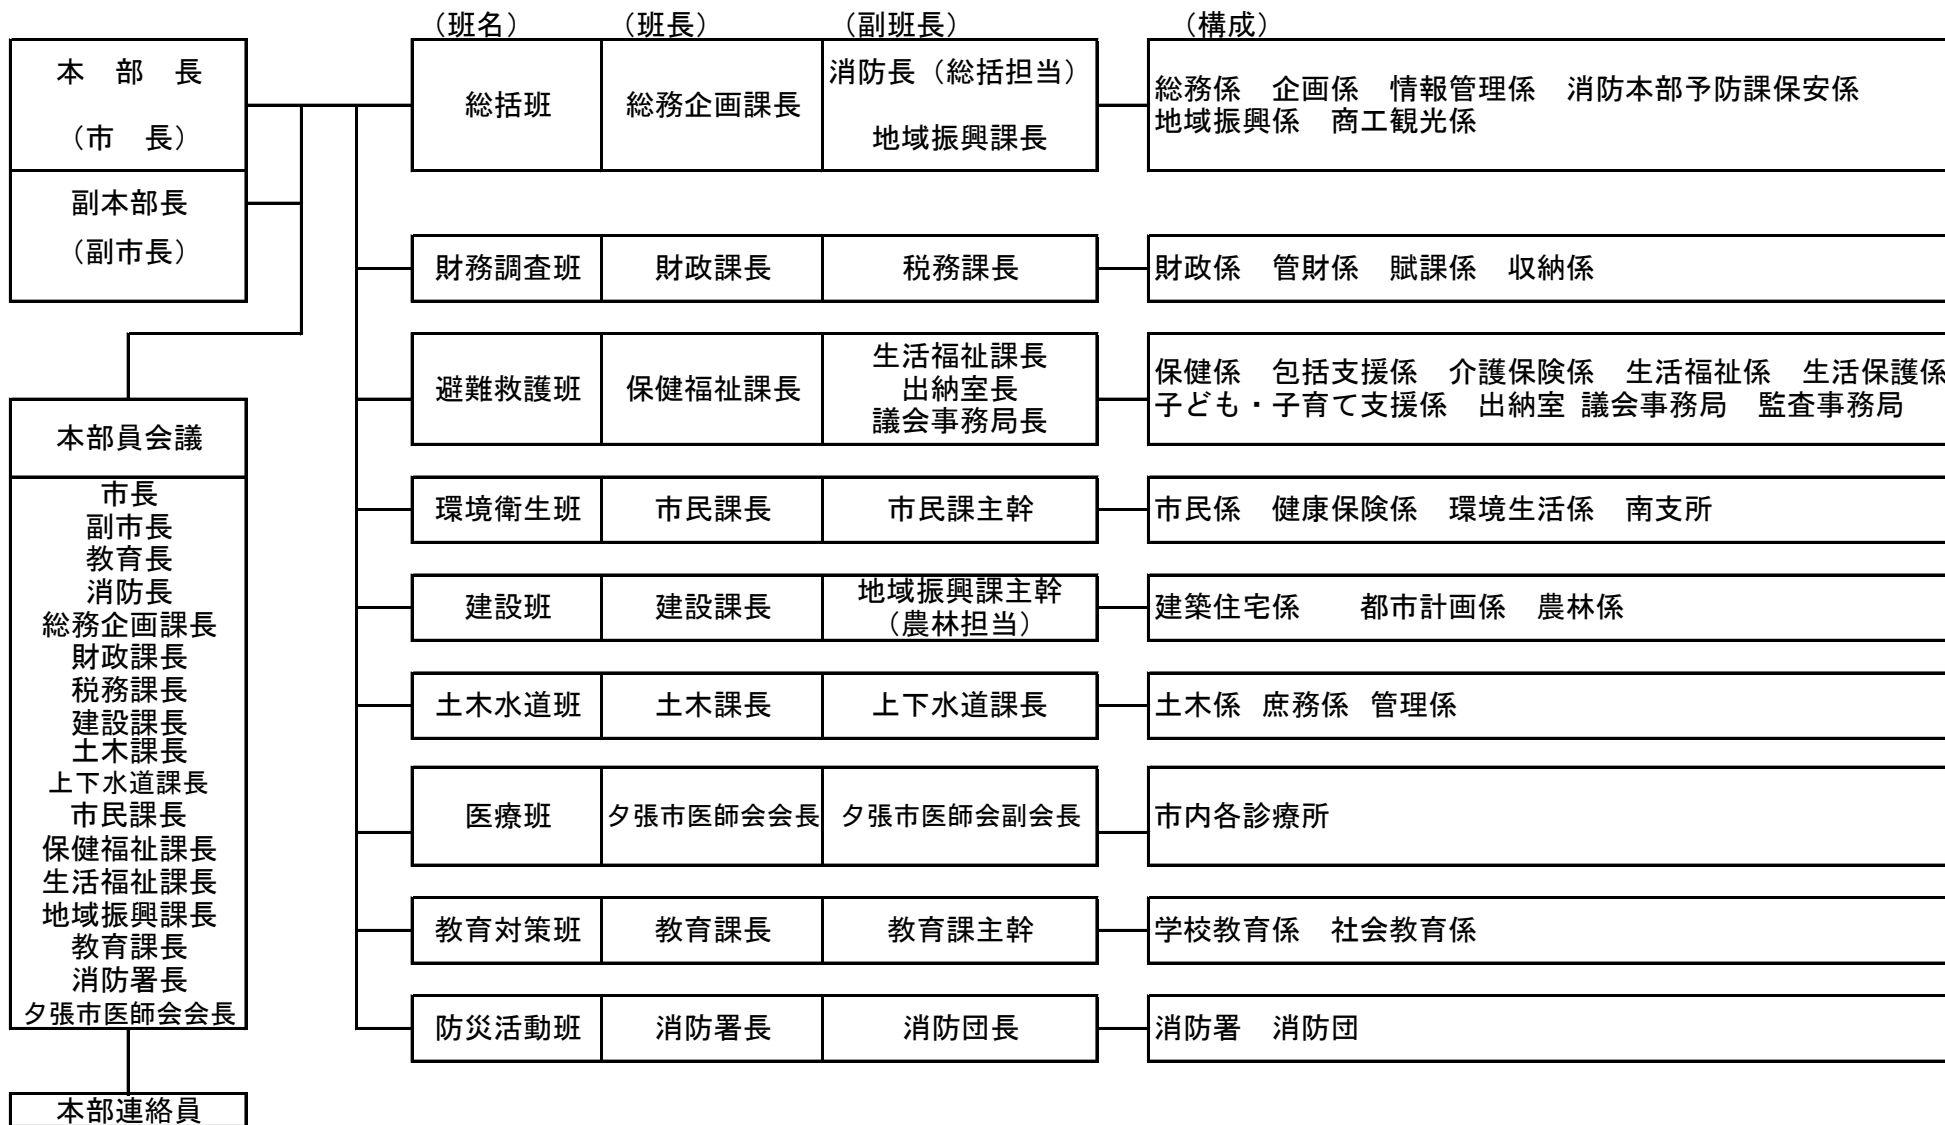 （班名）　（班長）　（副班長）　（構成）
本　部　長
（市　長）
副本部長
（副市長）
本部員会議
市長
副市長
教育長
消防長
総務企画課長
財政課長
税務課長
建設課長
土木課長
上下水道課長
市民課長
保健福祉課長
生活福祉課長
地域振興課長
教育課長
消防署長
夕張市医師会会長
本部連絡員
総括班
総務企画課長
消防長（総括担当）
地域振興課長
総務係　企画係　情報管理係　消防本部予防課保安係
地域振興係　商工観光係
財務調査班
財政課長
税務課長
財政係　管財係　賦課係　収納係
避難救護班
保健福祉課長
生活福祉課長
出納室長
議会事務局長
保健係　包括支援係　介護保険係　生活福祉係　生活保護係
子ども・子育て支援係　出納室 議会事務局　監査事務局
環境衛生班
市民課長
市民課主幹
市民係　健康保険係　環境生活係　南支所
建設班
建設課長
地域振興課主幹
（農林担当）
建築住宅係　　都市計画係　農林係
土木水道班
土木課長
上下水道課長
土木係 庶務係 管理係
医療班
夕張市医師会会長
夕張市医師会副会長
市内各診療所
教育対策班
教育課長
教育課主幹
学校教育係　社会教育係
防災活動班
消防署長
消防団長
消防署　消防団